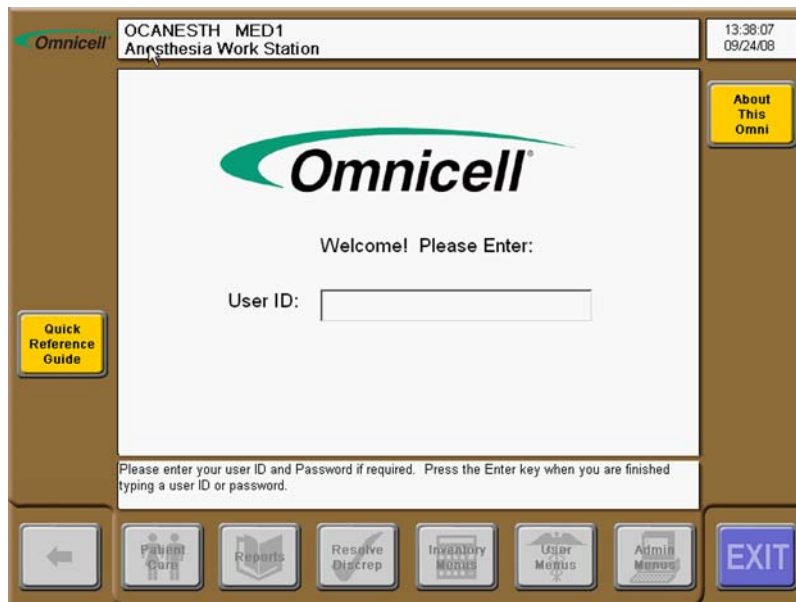 Omnicell
OCANESTH MED1
Anesthesia Work Station
13:38:07
09/24/08
About
This
Omni
Omnicell®
Welcome! Please Enter:
User ID:
Quick
Reference
Guide
Please enter your user ID and Password if required. Press the Enter key when you are finished
typing a user ID or password.
Patient
Care
Reports
Resolve
Discrep
Inventory
Menus
User
Menus
Admin
Menus
EXIT